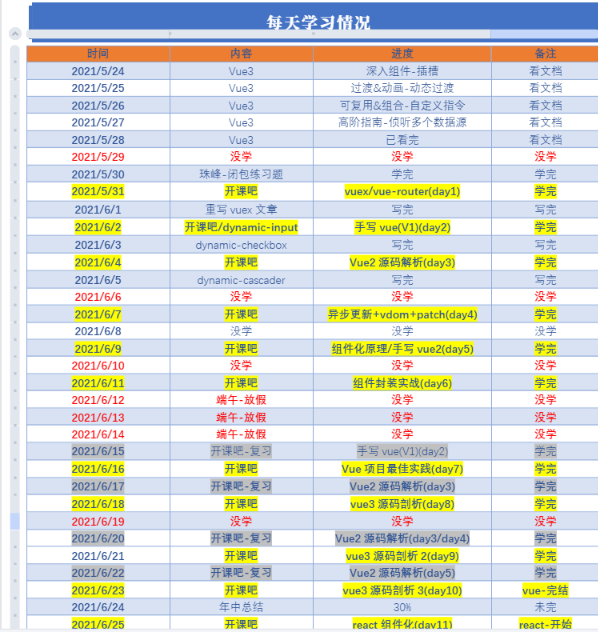 每天学习情况
时间 内容 进度 备注
2021/5/24 Vue3 深入组件-插槽 看文档
2021/5/25 Vue3 过渡&动画-动态过渡 看文档
2021/5/26 Vue3 可复用&组合-自定义指令 看文档
2021/5/27 Vue3 高阶指南-侦听多个数据源 看文档
2021/5/28 Vue3 已看完 看文档
2021/5/29 没学 没学 没学
2021/5/30 珠峰-闭包练习题 学完 学完
2021/5/31 开课吧 vuex/vue-router(day1) 学完
2021/6/1 重写 vuex 文章 写完 写完
2021/6/2 开课吧/dynamic-input 手写 vue(V1)(day2) 学完
2021/6/3 dynamic-checkbox 写完 写完
2021/6/4 开课吧 Vue2 源码解析(day3) 学完
2021/6/5 dynamic-cascader 写完 写完
2021/6/6 没学 没学 没学
2021/6/7 开课吧 异步更新+vdom+patch(day4) 学完
2021/6/8 没学 没学 没学
2021/6/9 开课吧 组件化原理/手写 vue2(day5) 学完
2021/6/10 没学 没学 没学
2021/6/11 开课吧 组件封装实战(day6) 学完
2021/6/12 端午-放假 没学 没学
2021/6/13 端午-放假 没学 没学
2021/6/14 端午-放假 没学 没学
2021/6/15 开课吧-复习 手写 vue(V1)(day2) 学完
2021/6/16 开课吧 Vue 项目最佳实践(day7) 学完
2021/6/17 开课吧-复习 Vue2 源码解析(day3) 学完
2021/6/18 开课吧 vue3 源码剖析(day8) 学完
2021/6/19 没学 没学 没学
2021/6/20 开课吧-复习 Vue2 源码解析(day3/day4) 学完
2021/6/21 开课吧 vue3 源码剖析 2(day9) 学完
2021/6/22 开课吧-复习 Vue2 源码解析(day5) 学完
2021/6/23 开课吧 vue3 源码剖析 3(day10) vue-完结
2021/6/24 年中总结 30% 未完
2021/6/25 开课吧 react 组件化(day11) react-开始